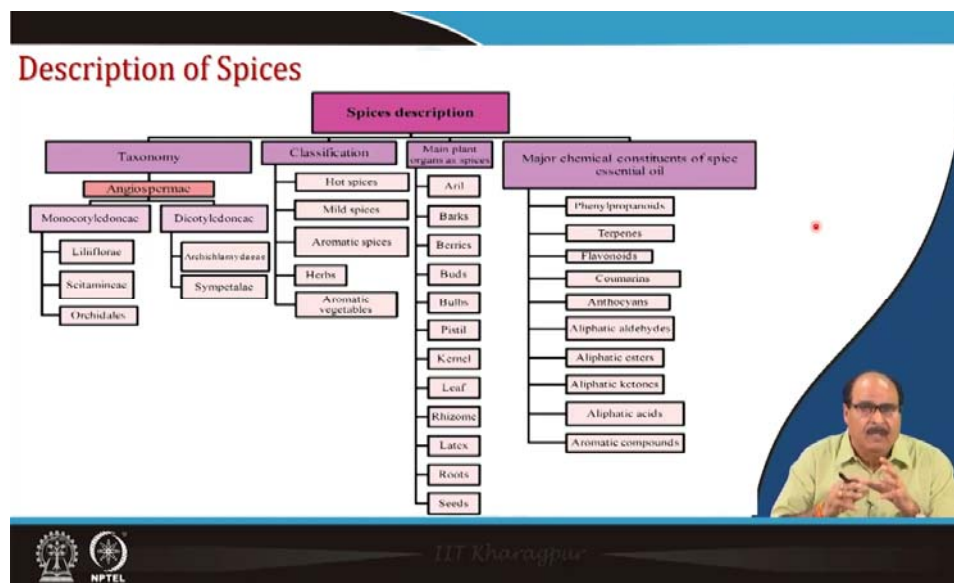 Description of Spices
Spices description
Taxonomy
Angiospermae
Monocotyledoneae
Liliiflorae
Scitamineae
Orchidales
Dicotyledoneae
Archichlamydeae
Sympetalae
Classification
Hot spices
Mild spices
Aromatic spices
Herbs
Aromatic
vegetables
Main plant
organs as spices
Aril
Barks
Berries
Buds
Bulbs
Pistil
Kernel
Leaf
Rhizome
Latex
Roots
Seeds
Major chemical constituents of spice
essential oil
Phenylpropanoids
Terpenes
Flavonoids
Coumarins
Anthocyans
Aliphatic aldehydes
Aliphatic esters
Aliphatic ketones
Aliphatic acids
Aromatic compounds
NPTEL
IIT Kharagpur